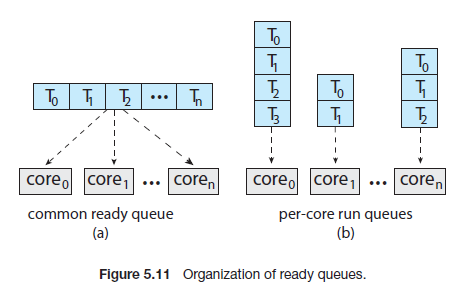 T0 T1 T2 ••• Tn
core0 core1 ••• coren
common ready queue
(a)
T0
T1
T2
T3
T0
T1
T0
T1
T2
core0 core1 ••• coren
per-core run queues
(b)
Figure 5.11 Organization of ready queues.